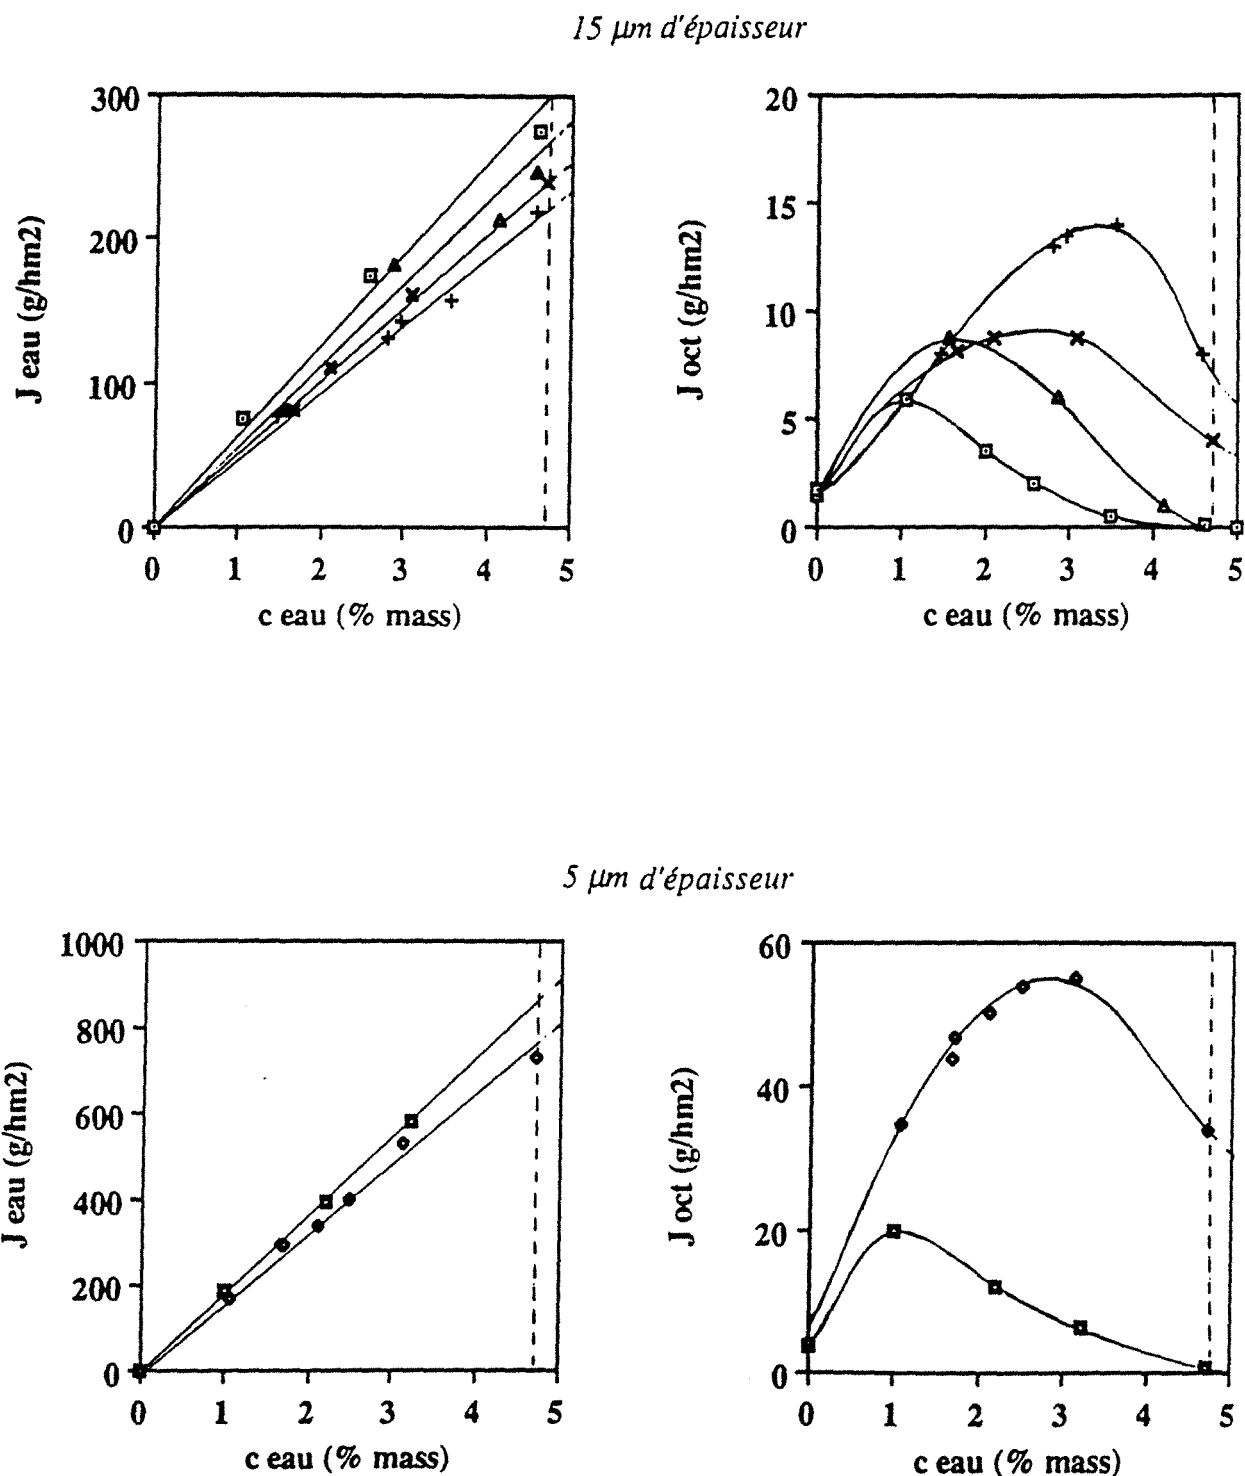 15 μm d'épaisseur
300
200
100
0
0 1 2 3 4 5
J eau (g/hm2)
c eau (% mass)
20
15
10
5
0
0 1 2 3 4 5
J oct (g/hm2)
c eau (% mass)
5 μm d'épaisseur
1000
800
600
400
200
0
0 1 2 3 4 5
J eau (g/hm2)
c eau (% mass)
60
40
20
0
0 1 2 3 4 5
J oct (g/hm2)
c eau (% mass)